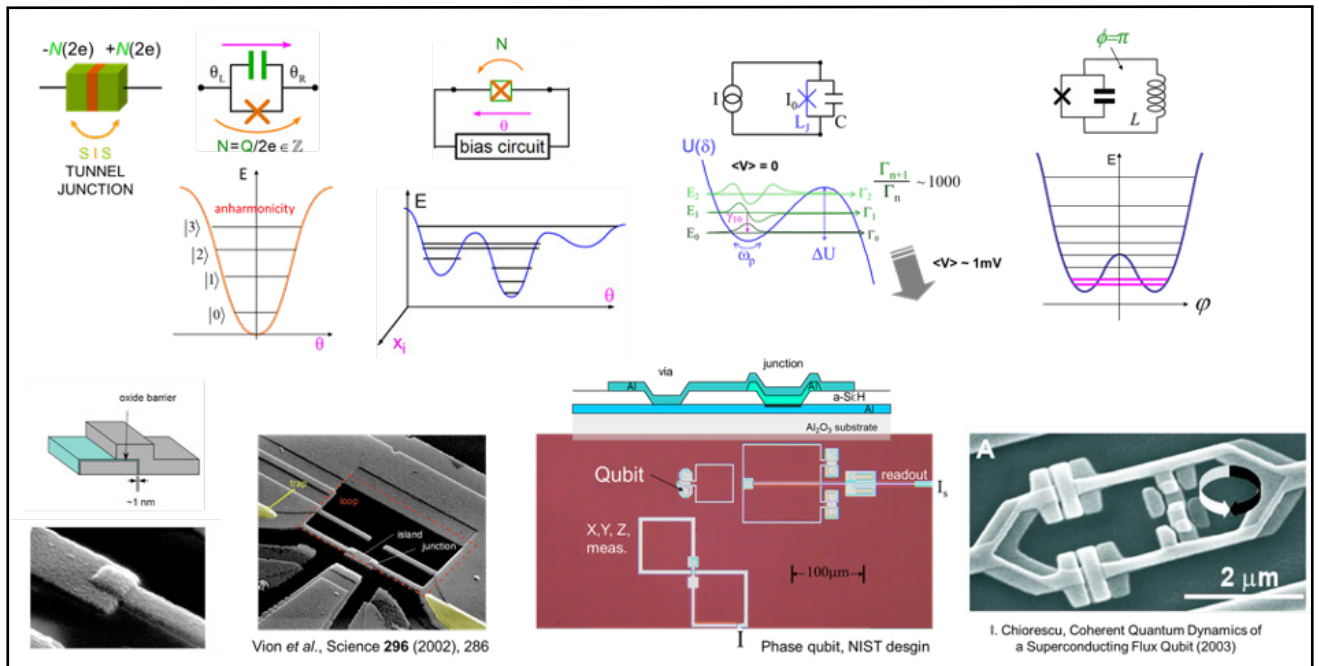 -N(2e) +N(2e)
S I S
TUNNEL
JUNCTION
θL θR
N=Q/2e ∈ ℤ
E
anharmonicity
|3⟩
|2⟩
|1⟩
|0⟩
θ
N
θ
bias circuit
E
θ
Xi
I
I0
LJ
C
U(δ)
<V> = 0
Γn+1
Γn
~1000
E2
Γ2
E1
Γ1
γ10
E0
Γ0
ωp
ΔU
<V> ~ 1mV
ϕ=π
L
E
φ
oxide barrier
~1 nm
trap
loop
island
junction
Vion et al., Science 296 (2002), 286
via
junction
Al
Al
a-Si:H
Al
Al2O3 substrate
Qubit
readout
Is
X,Y, Z,
meas.
100μm
I
Phase qubit, NIST desgin
A
2 μm
I. Chiorescu, Coherent Quantum Dynamics of
a Superconducting Flux Qubit (2003)